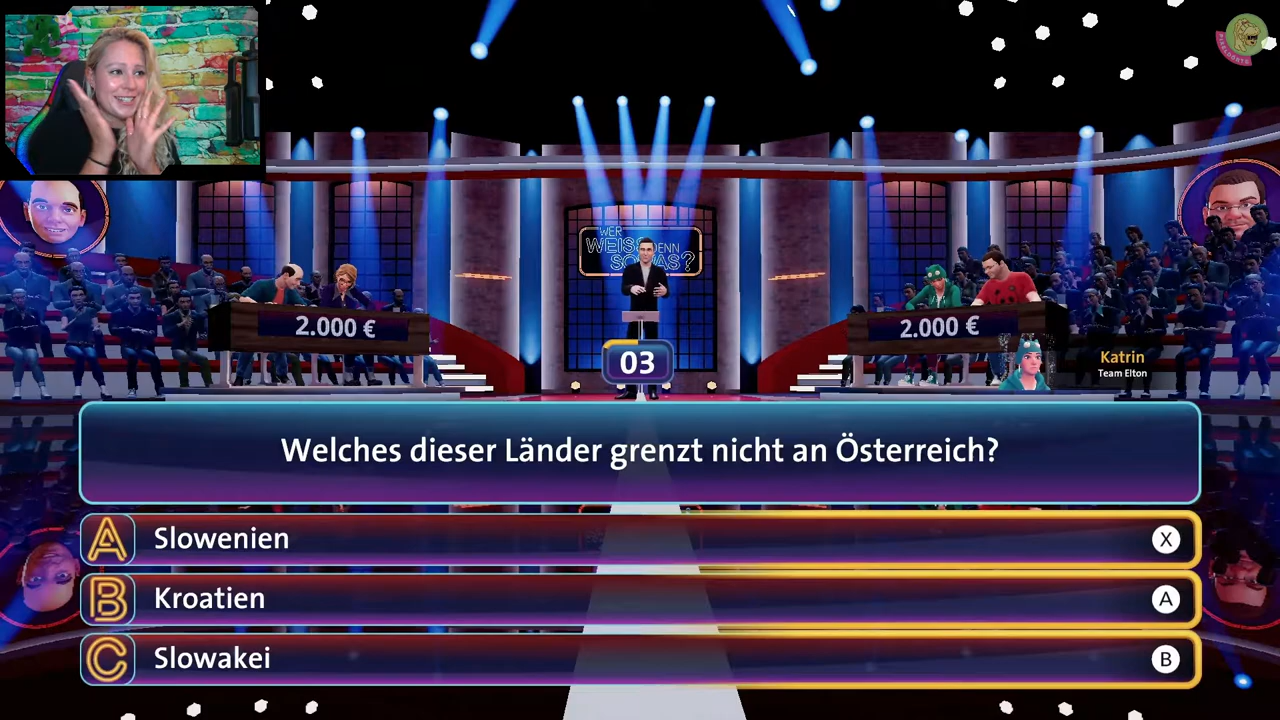 WER
WEISS DENN
SOWAS?
2.000 €
2.000 €
03
Katrin
Team Elton
Welches dieser Länder grenzt nicht an Österreich?
A Slowenien X
B Kroatien A
C Slowakei B